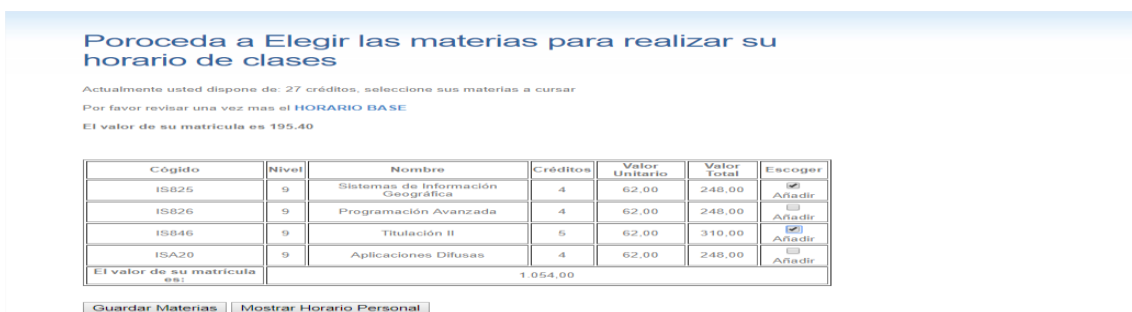 Poroceda a Elegir las materias para realizar su
horario de clases
Actualmente usted dispone de: 27 créditos, seleccione sus materias a cursar
Por favor revisar una vez mas el HORARIO BASE
El valor de su matricula es 195.40
Cógido Nivel Nombre Créditos Valor Unitario Valor Total Escoger
IS825 9 Sistemas de Información Geográfica 4 62,00 248,00 Añadir
IS826 9 Programación Avanzada 4 62,00 248,00 Añadir
IS846 9 Titulación II 5 62,00 310,00 Añadir
ISA20 9 Aplicaciones Difusas 4 62,00 248,00 Añadir
El valor de su matrícula es: 1.054,00
Guardar Materias Mostrar Horario Personal